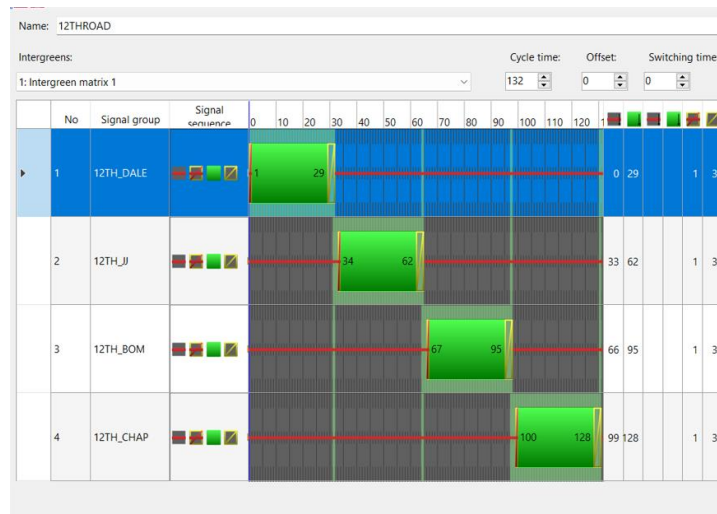 Name: 12THROAD
Intergreens: Cycle time: Offset: Switching time
1: Intergreen matrix 1 132 0 0
No Signal group Signal sequence 0 10 20 30 40 50 60 70 80 90 100 110 120 1
1 12TH_DALE 1 29 0 29 1 3
2 12TH_JJ 34 62 33 62 1 3
3 12TH_BOM 67 95 66 95 1 3
4 12TH_CHAP 100 128 99 128 1 3